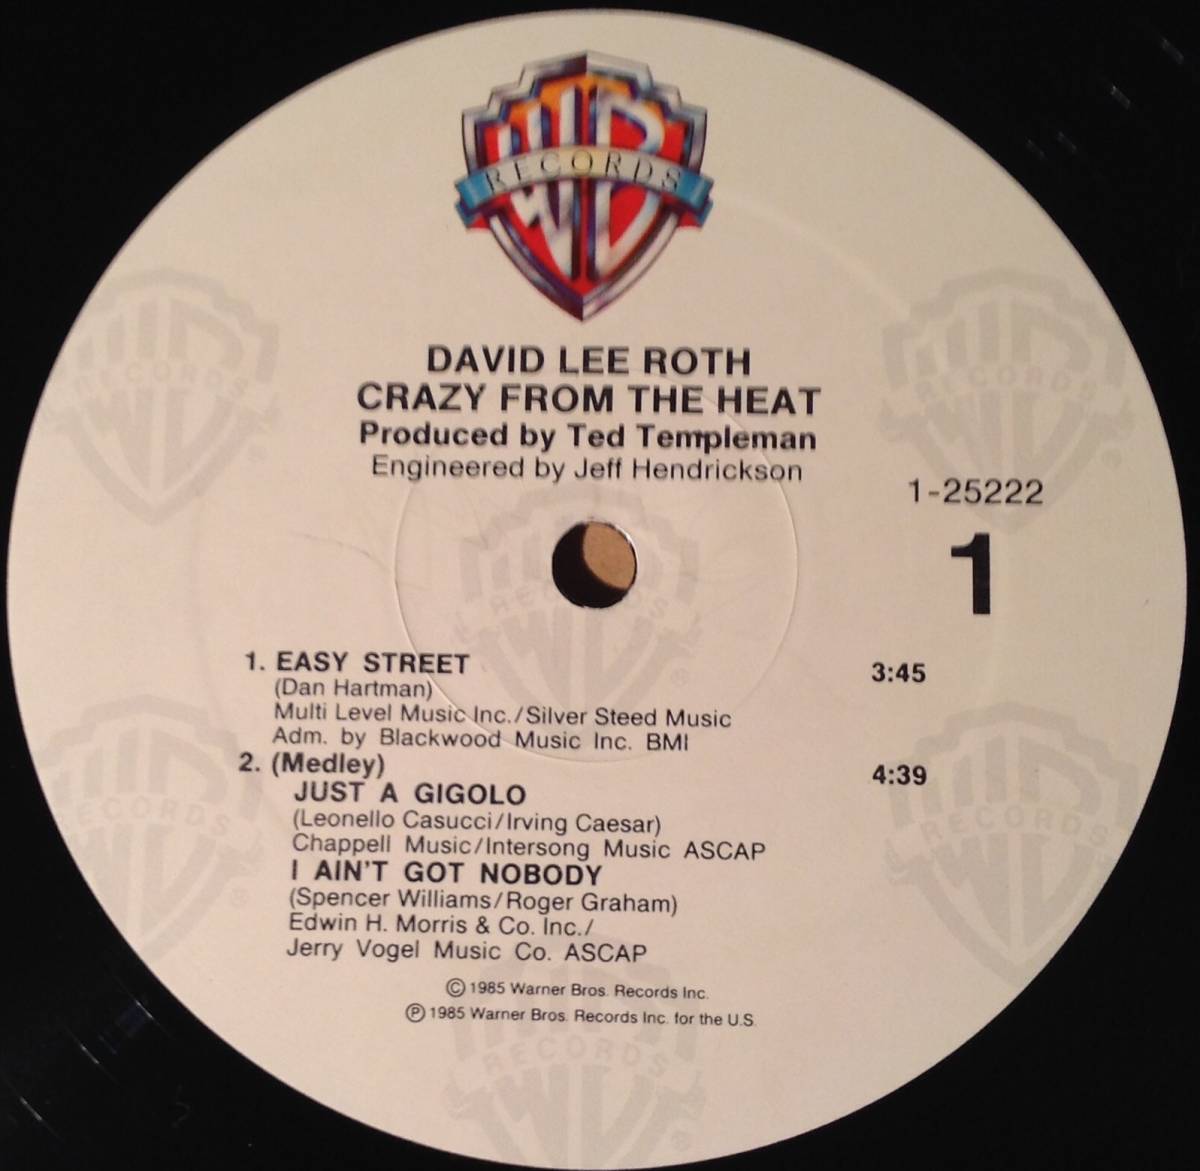 WB
RECORDS
DAVID LEE ROTH
CRAZY FROM THE HEAT
Produced by Ted Templeman
Engineered by Jeff Hendrickson
1-25222
1
1. EASY STREET 3:45
(Dan Hartman)
Multi Level Music Inc./Silver Steed Music
Adm. by Blackwood Music Inc. BMI
2. (Medley) 4:39
JUST A GIGOLO
(Leonello Casucci/Irving Caesar)
Chappell Music/Intersong Music ASCAP
I AIN'T GOT NOBODY
(Spencer Williams/Roger Graham)
Edwin H. Morris & Co. Inc./
Jerry Vogel Music Co. ASCAP
© 1985 Warner Bros. Records Inc.
℗ 1985 Warner Bros. Records Inc. for the U.S.